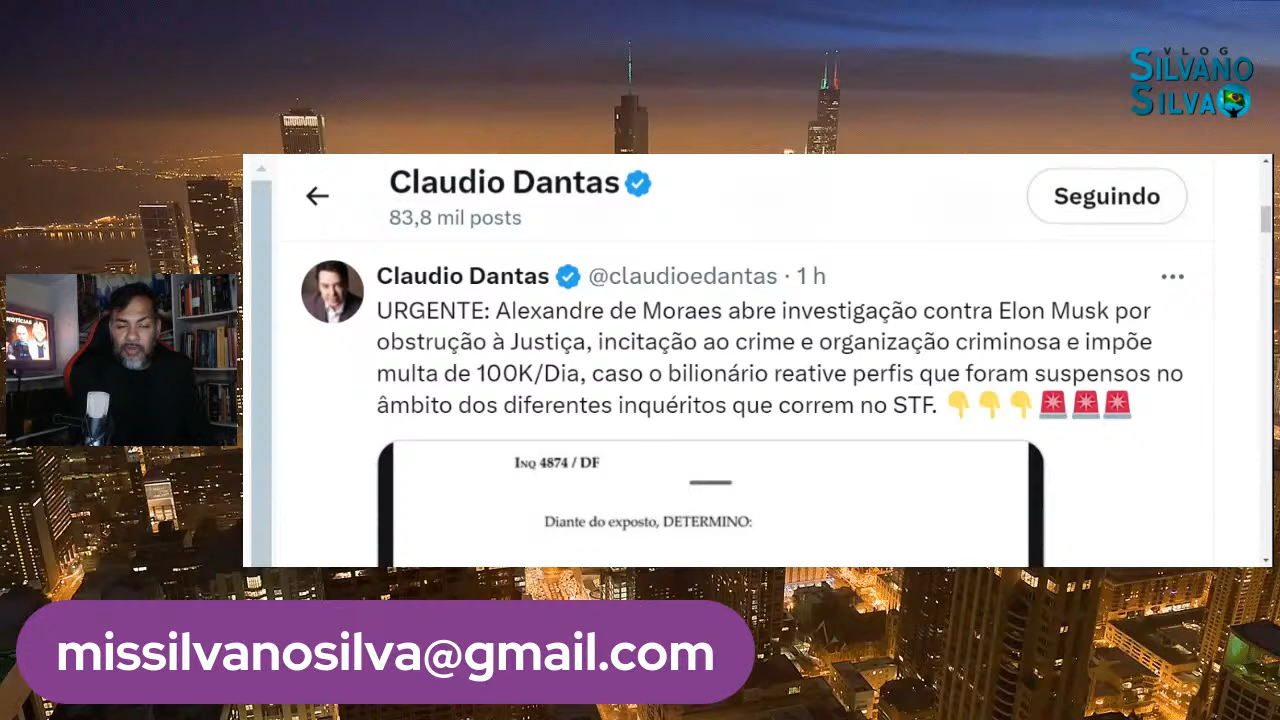 VLOG
SILVANO
SILVA
Claudio Dantas
83,8 mil posts
Seguindo
Claudio Dantas @claudioedantas · 1 h
URGENTE: Alexandre de Moraes abre investigação contra Elon Musk por
obstrução à Justiça, incitação ao crime e organização criminosa e impõe
multa de 100K/Dia, caso o bilionário reative perfis que foram suspensos no
âmbito dos diferentes inquéritos que correm no STF. 👇👇👇🚨🚨🚨
INQ 4874 / DF
Diante do exposto, DETERMINO:
NOTÍCIAS
missilvanosilva@gmail.com